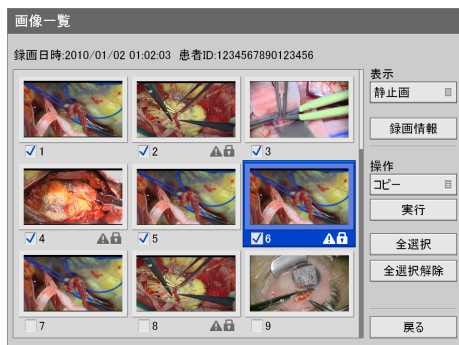 画像一覧
録画日時:2010/01/02 01:02:03 患者ID:1234567890123456
表示
静止画
録画情報
操作
コピー
実行
全選択
全選択解除
戻る
1
2
3
4
5
6
7
8
9